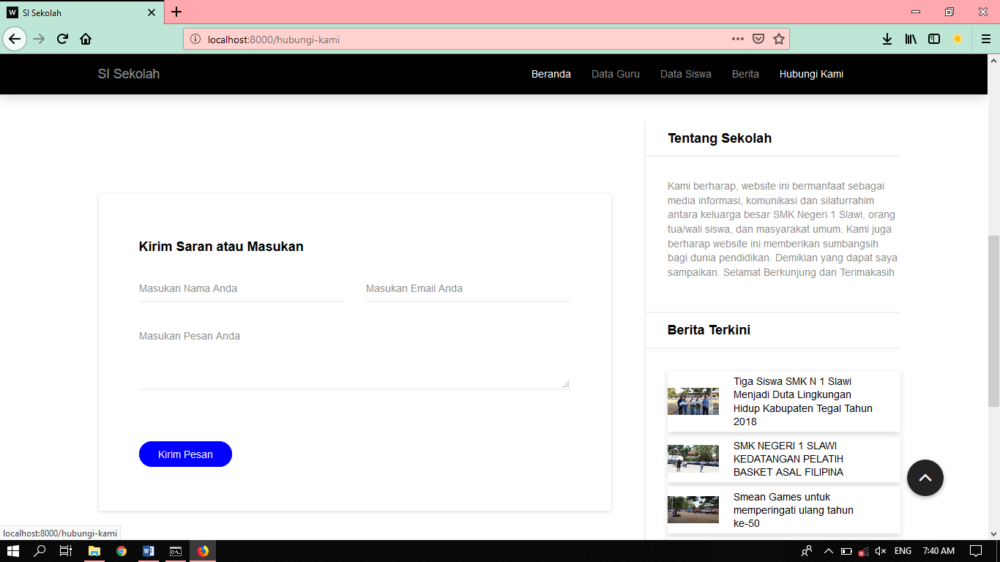 SI Sekolah
localhost:8000/hubungi-kami
SI Sekolah
Beranda Data Guru Data Siswa Berita Hubungi Kami
Kirim Saran atau Masukan
Masukan Nama Anda Masukan Email Anda
Masukan Pesan Anda
Kirim Pesan
Tentang Sekolah
Kami berharap, website ini bermanfaat sebagai
media informasi, komunikasi dan silaturrahim
antara keluarga besar SMK Negeri 1 Slawi, orang
tua/wali siswa, dan masyarakat umum. Kami juga
berharap website ini memberikan sumbangsih
bagi dunia pendidikan. Demikian yang dapat saya
sampaikan. Selamat Berkunjung dan Terimakasih
Berita Terkini
Tiga Siswa SMK N 1 Slawi
Menjadi Duta Lingkungan
Hidup Kabupaten Tegal Tahun
2018
SMK NEGERI 1 SLAWI
KEDATANGAN PELATIH
BASKET ASAL FILIPINA
Smean Games untuk
memperingati ulang tahun
ke-50
localhost:8000/hubungi-kami
ENG 7:40 AM